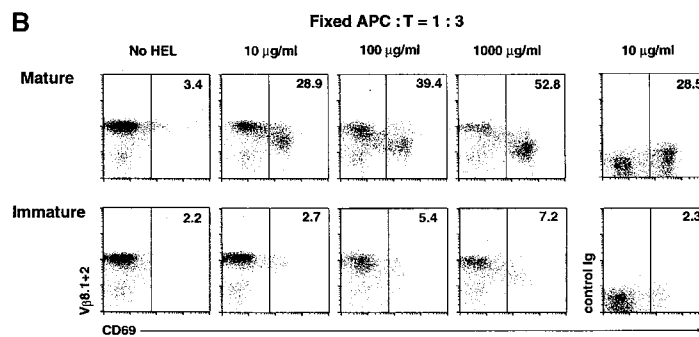 B
Fixed APC : T = 1 : 3
No HEL 10 μg/ml 100 μg/ml 1000 μg/ml 10 μg/ml
Mature
3.4 28.9 39.4 52.8 28.5
Immature
2.2 2.7 5.4 7.2 2.3
Vβ8.1+2
control Ig
CD69